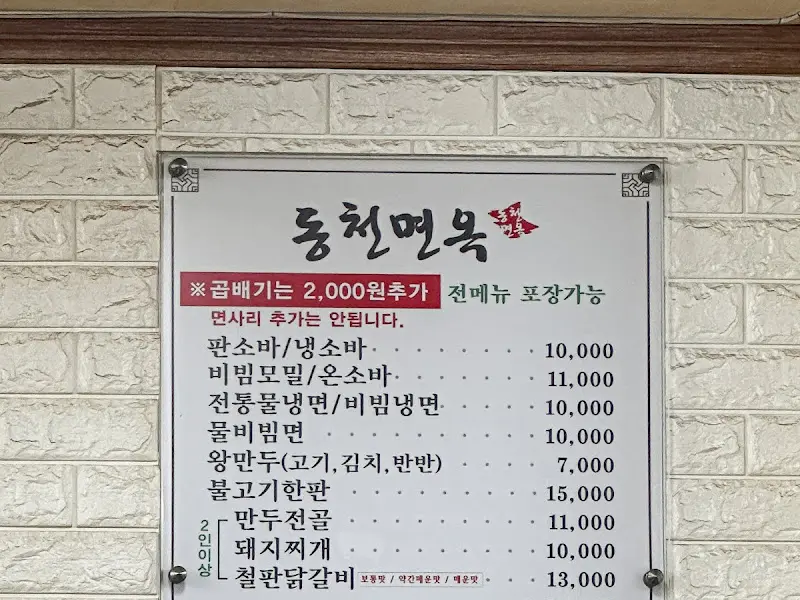 동천면옥 동천면옥
※곱배기는 2,000원추가 전메뉴 포장가능
면사리 추가는 안됩니다.
판소바/냉소바 10,000
비빔모밀/온소바 11,000
전통물냉면/비빔냉면 10,000
물비빔면 10,000
왕만두(고기,김치,반반) 7,000
불고기한판 15,000
2인이상
만두전골 11,000
돼지찌개 10,000
철판닭갈비 보통맛 / 약간매운맛 / 매운맛 13,000